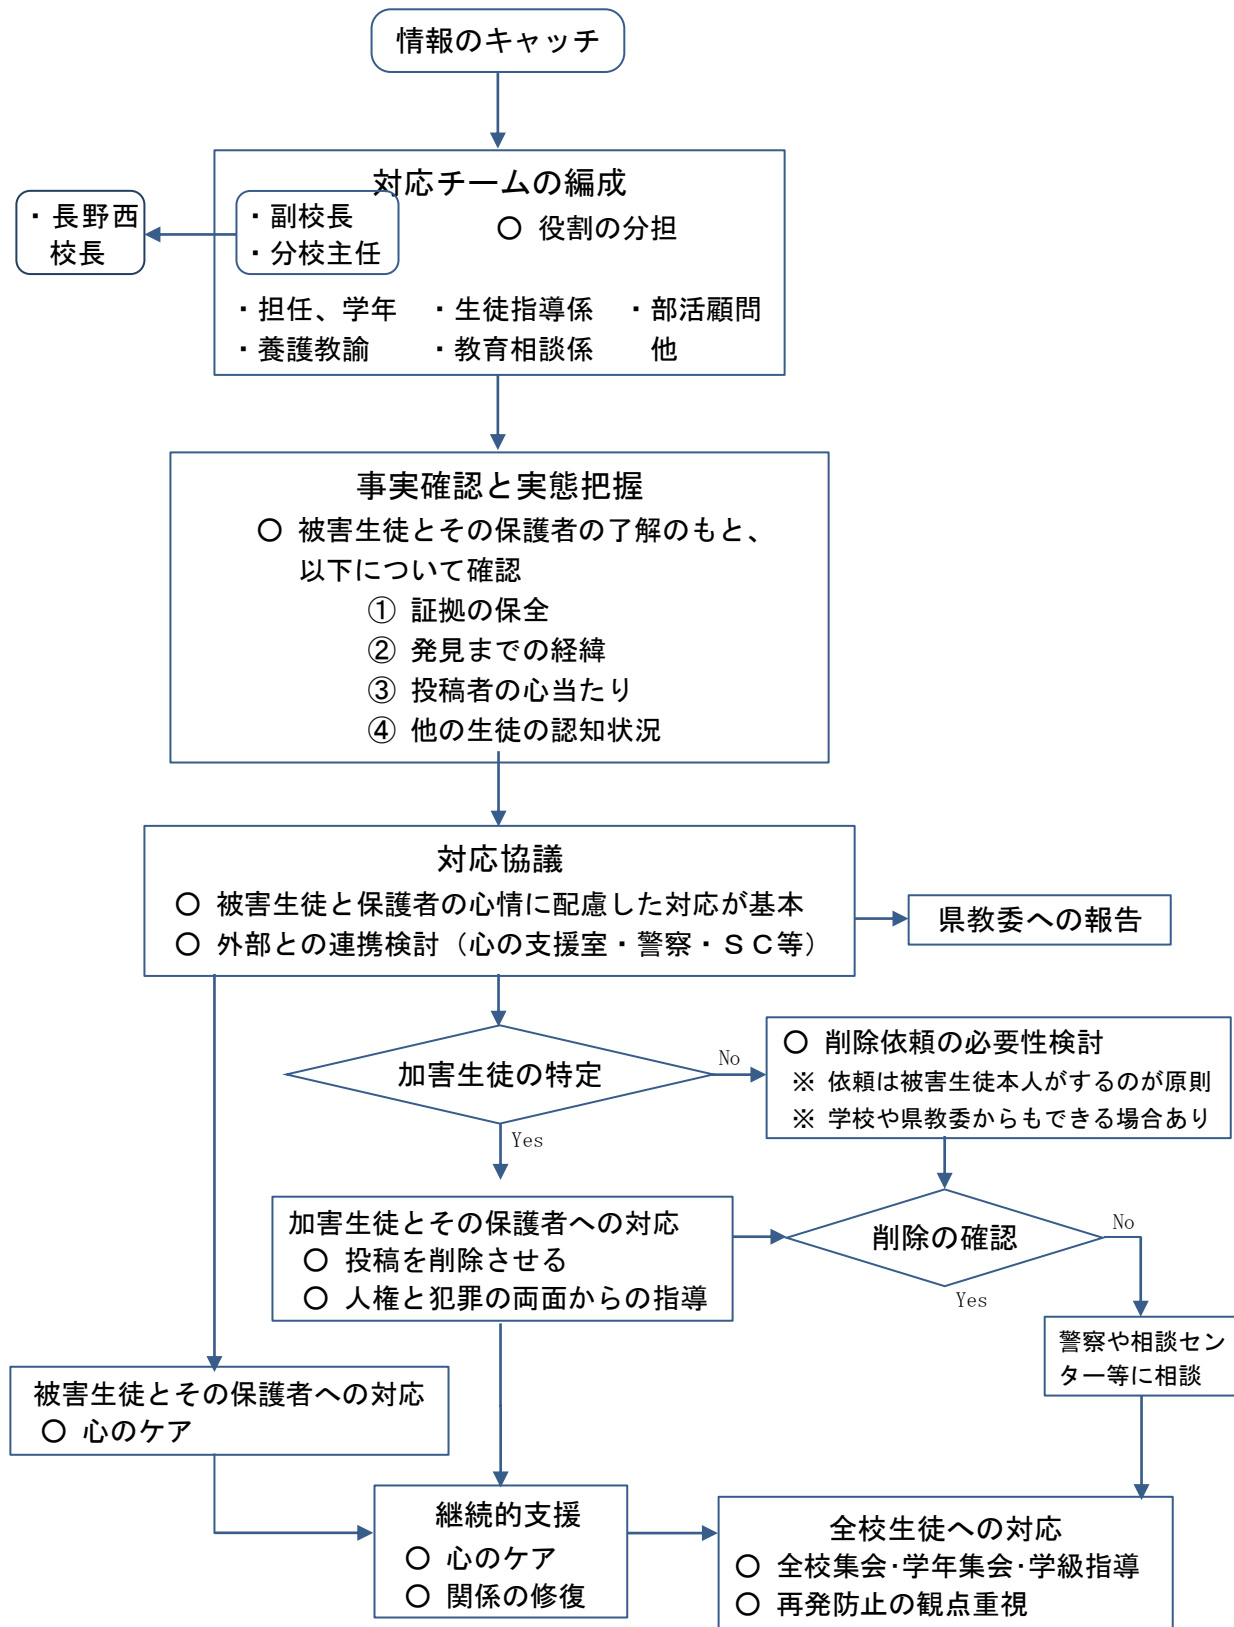 情報のキャッチ
対応チームの編成
・長野西
校長
・副校長
・分校主任
○ 役割の分担
・担任、学年 ・生徒指導係 ・部活顧問
・養護教諭 ・教育相談係 他
事実確認と実態把握
○ 被害生徒とその保護者の了解のもと、
以下について確認
① 証拠の保全
② 発見までの経緯
③ 投稿者の心当たり
④ 他の生徒の認知状況
対応協議
○ 被害生徒と保護者の心情に配慮した対応が基本
○ 外部との連携検討（心の支援室・警察・ＳＣ等）
県教委への報告
加害生徒の特定
No
Yes
○ 削除依頼の必要性検討
※ 依頼は被害生徒本人がするのが原則
※ 学校や県教委からもできる場合あり
加害生徒とその保護者への対応
○ 投稿を削除させる
○ 人権と犯罪の両面からの指導
削除の確認
No
Yes
警察や相談セン
ター等に相談
被害生徒とその保護者への対応
○ 心のケア
継続的支援
○ 心のケア
○ 関係の修復
全校生徒への対応
○ 全校集会･学年集会･学級指導
○ 再発防止の観点重視